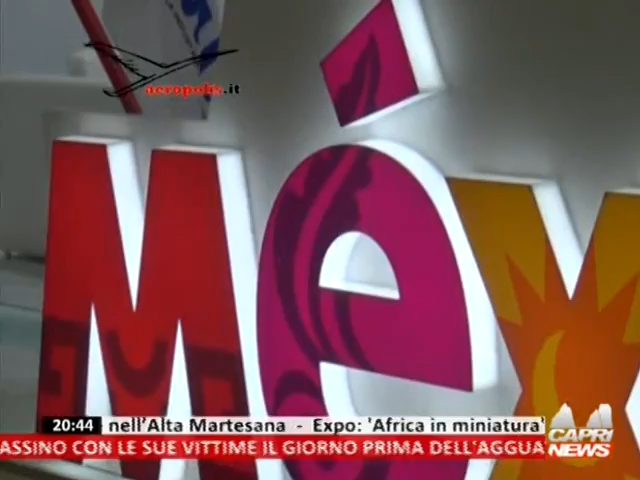 aeropolis.it
Méx
20:44 nell'Alta Martesana - Expo: 'Africa in miniatura'
ASSINO CON LE SUE VITTIME IL GIORNO PRIMA DELL'AGGUA
CAPRI
NEWS